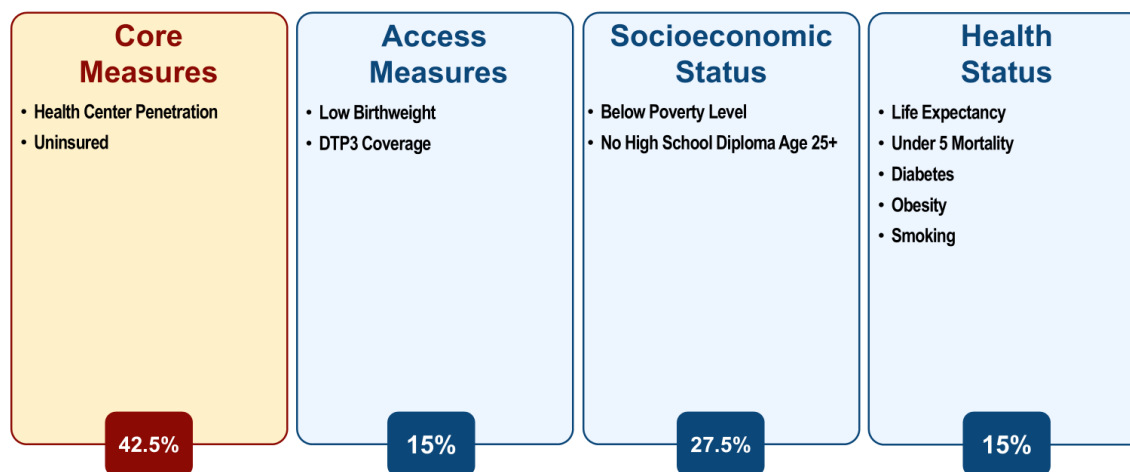 Core
Measures
• Health Center Penetration
• Uninsured
42.5%
Access
Measures
• Low Birthweight
• DTP3 Coverage
15%
Socioeconomic
Status
• Below Poverty Level
• No High School Diploma Age 25+
27.5%
Health
Status
• Life Expectancy
• Under 5 Mortality
• Diabetes
• Obesity
• Smoking
15%